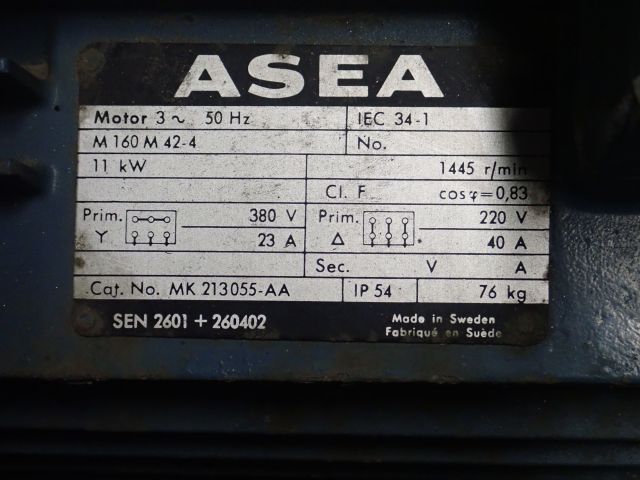 ASEA
Motor 3 ~ 50 Hz IEC 34-1
M 160 M 42-4 No.
11 kW 1445 r/min
Cl. F cosφ=0,83
Prim. 380 V Prim. 220 V
Y 23 A Δ 40 A
Sec. V A
Cat. No. MK 213055-AA IP 54 76 kg
SEN 2601 + 260402 Made in Sweden
Fabriqué en Suède